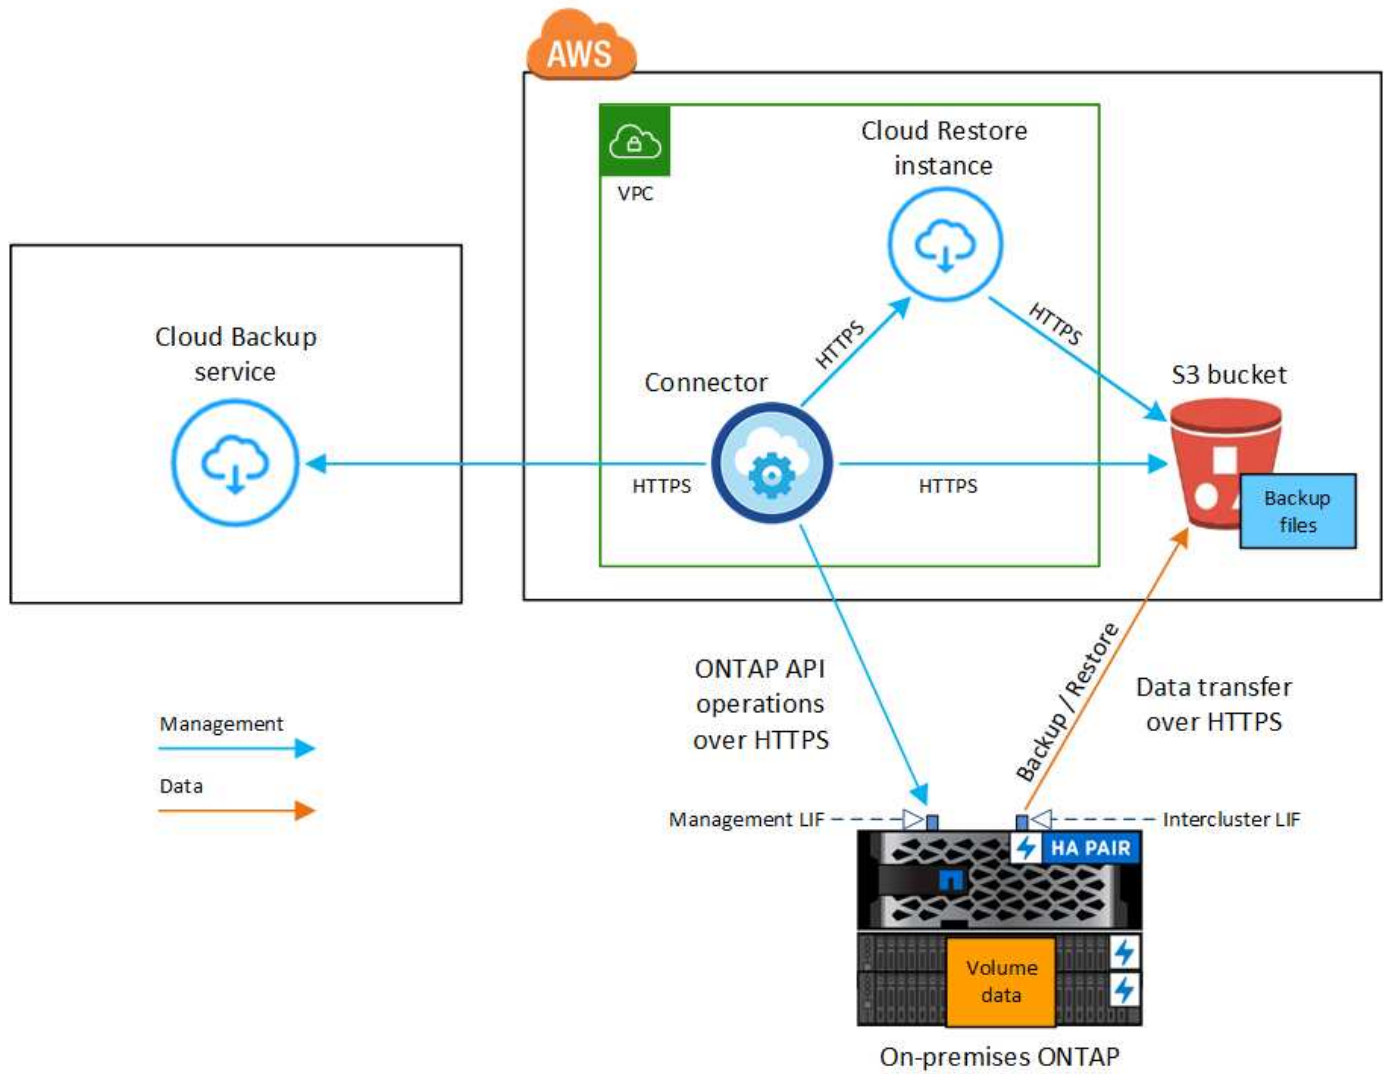 AWS
Cloud Restore
instance
VPC
HTTPS
HTTPS
Cloud Backup
service
Connector
S3 bucket
HTTPS
HTTPS
Backup
files
ONTAP API
operations
over HTTPS
Backup / Restore
Data transfer
over HTTPS
Management
Data
Management LIF
Intercluster LIF
HA PAIR
Volume
data
On-premises ONTAP